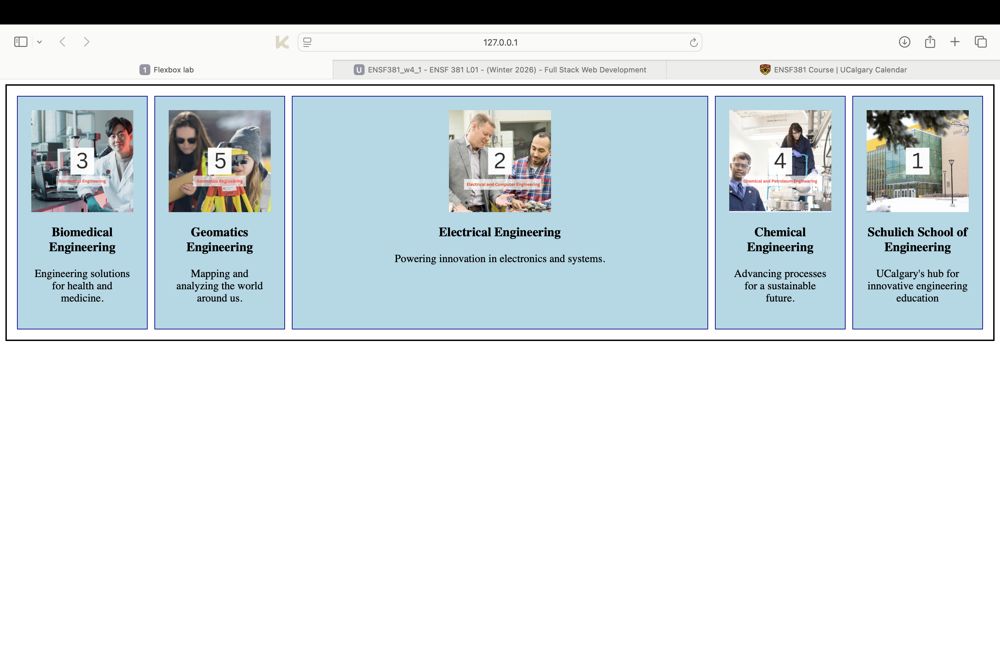 127.0.0.1
1 Flexbox lab
U ENSF381_w4_1 - ENSF 381 L01 - (Winter 2026) - Full Stack Web Development
ENSF381 Course | UCalgary Calendar
3
Biomedical Engineering
Biomedical
Engineering
Engineering solutions
for health and
medicine.
5
Geomatics Engineering
Geomatics
Engineering
Mapping and
analyzing the world
around us.
2
Electrical and Computer Engineering
Electrical Engineering
Powering innovation in electronics and systems.
4
Chemical and Petroleum Engineering
Chemical
Engineering
Advancing processes
for a sustainable
future.
SCHULICH
1
Schulich School of
Engineering
UCalgary's hub for
innovative engineering
education